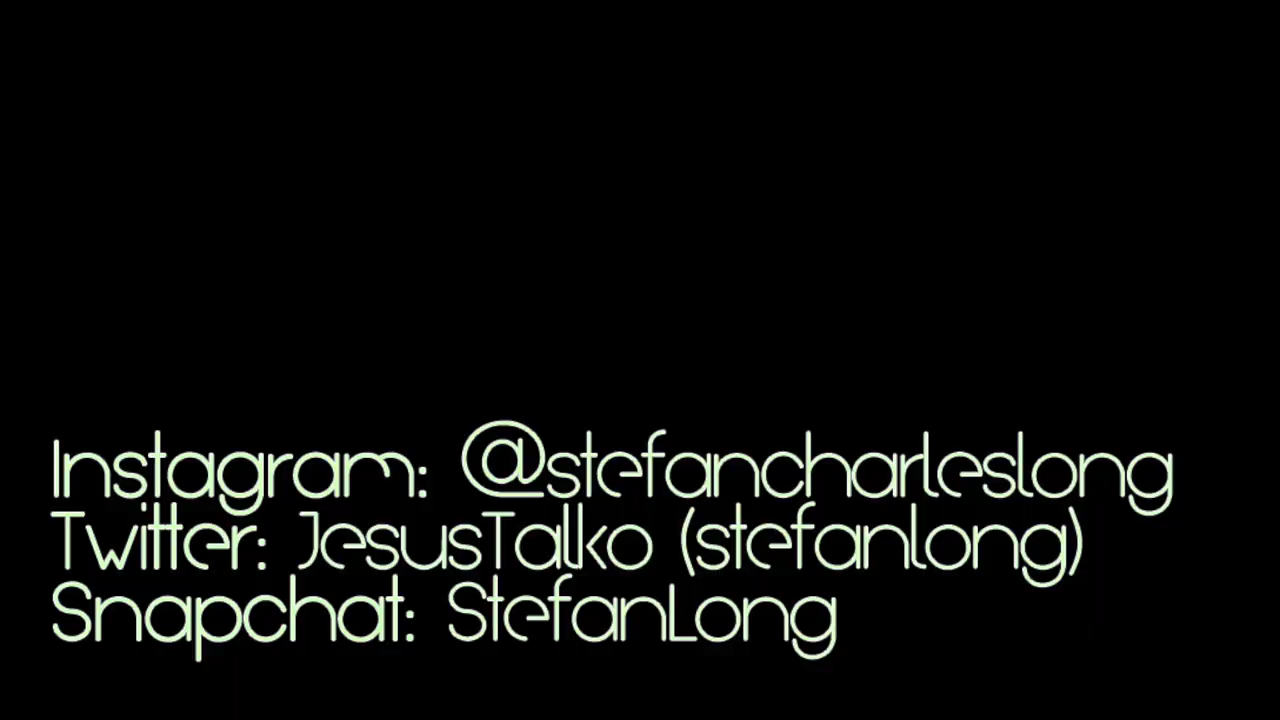 Instagram: @stefancharleslong
Twitter: JesusTalko (stefanlong)
Snapchat: StefanLong